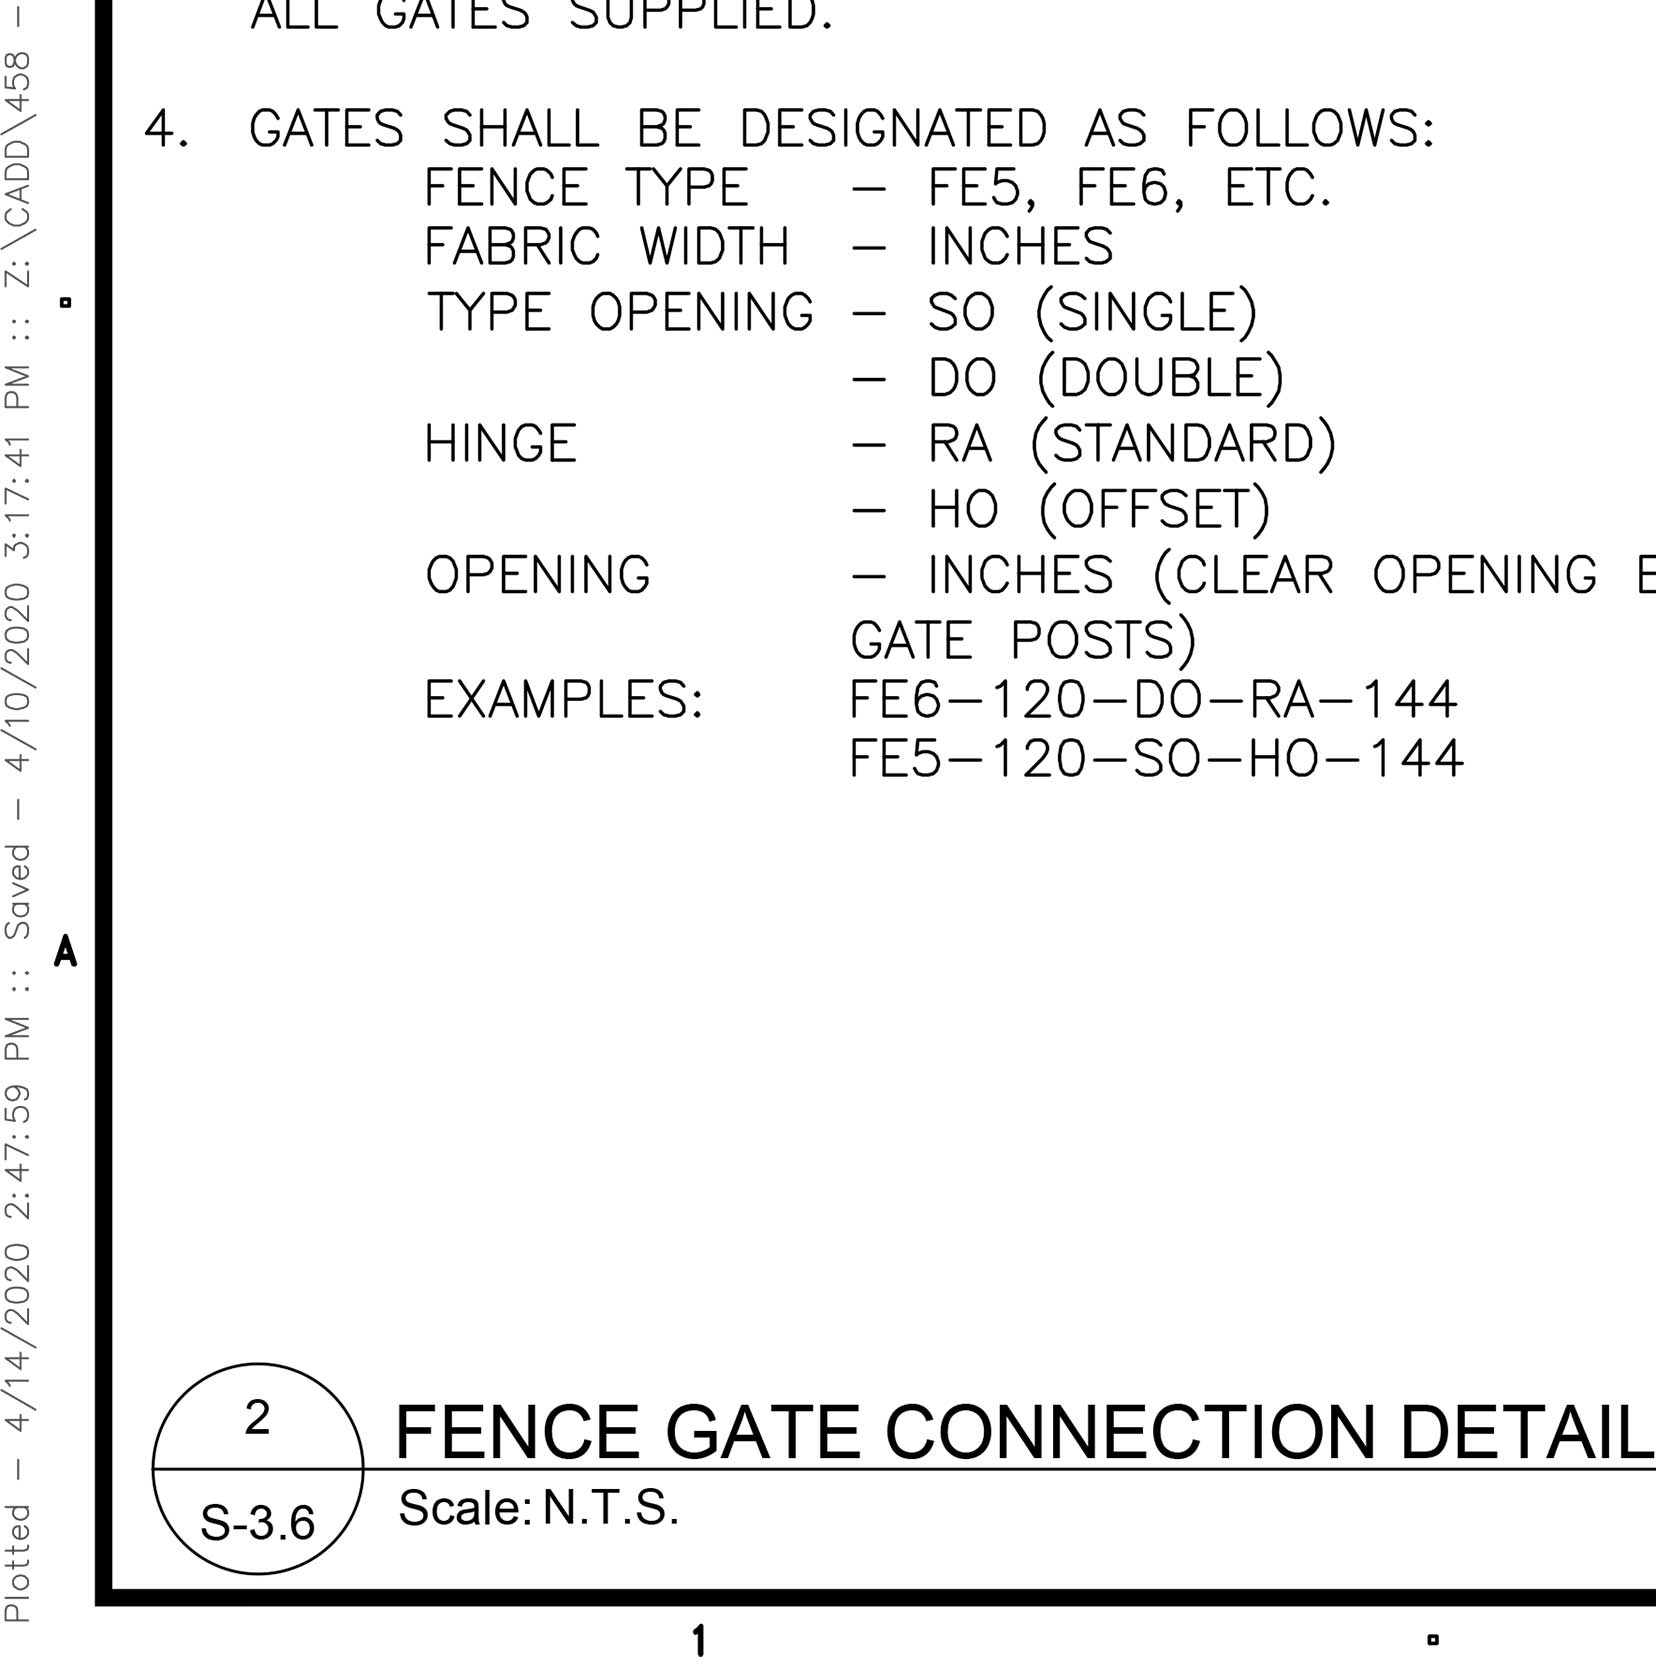 ALL GATES SUPPLIED.
4. GATES SHALL BE DESIGNATED AS FOLLOWS:
FENCE TYPE – FE5, FE6, ETC.
FABRIC WIDTH – INCHES
TYPE OPENING – SO (SINGLE)
– DO (DOUBLE)
HINGE – RA (STANDARD)
– HO (OFFSET)
OPENING – INCHES (CLEAR OPENING
GATE POSTS)
EXAMPLES: FE6–120–DO–RA–144
FE5–120–SO–HO–144
2
S-3.6
FENCE GATE CONNECTION DETAIL
Scale: N.T.S.
A
1
Plotted – 4/14/2020 2:47:59 PM :: Saved – 4/10/2020 3:17:41 PM :: Z:\CADD\458 –